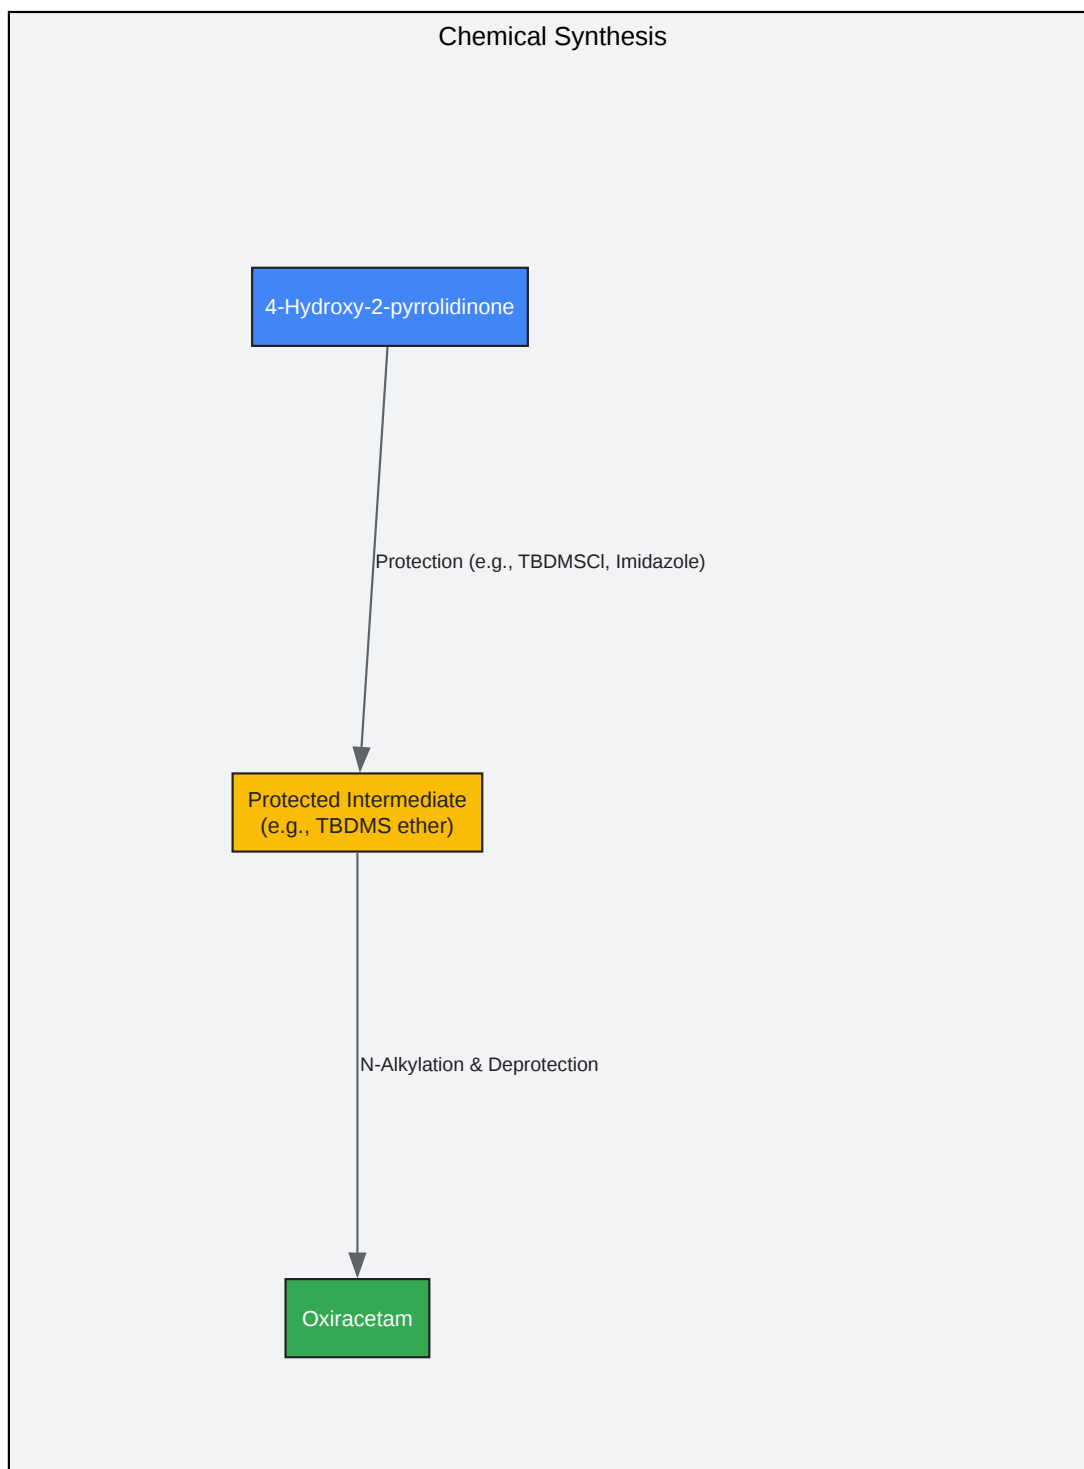 Chemical Synthesis
4-Hydroxy-2-pyrrolidinone
Protection (e.g., TBDMSCl, Imidazole)
Protected Intermediate
(e.g., TBDMS ether)
N-Alkylation & Deprotection
Oxiracetam